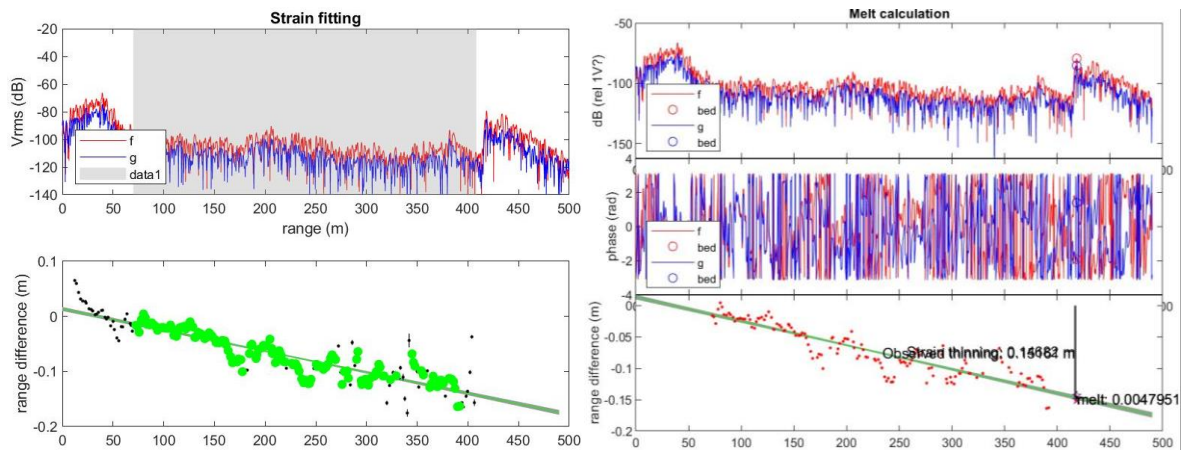 Strain fitting
-20
-40
-60
-80
-100
-120
-140
Vrms (dB)
f
g
data1
0 50 100 150 200 250 300 350 400 450 500
range (m)
0.1
0
-0.1
-0.2
range difference (m)
0 50 100 150 200 250 300 350 400 450 500
Melt calculation
-50
-100
-150
dB (rel 1V?)
f
bed
g
bed
4
2
0
-2
-4
phase (rad)
f
bed
g
bed
0
-0.05
-0.1
-0.15
-0.2
range difference (m)
Strain thinning: 0.14682
melt: 0.0047951
0 50 100 150 200 250 300 350 400 450 500